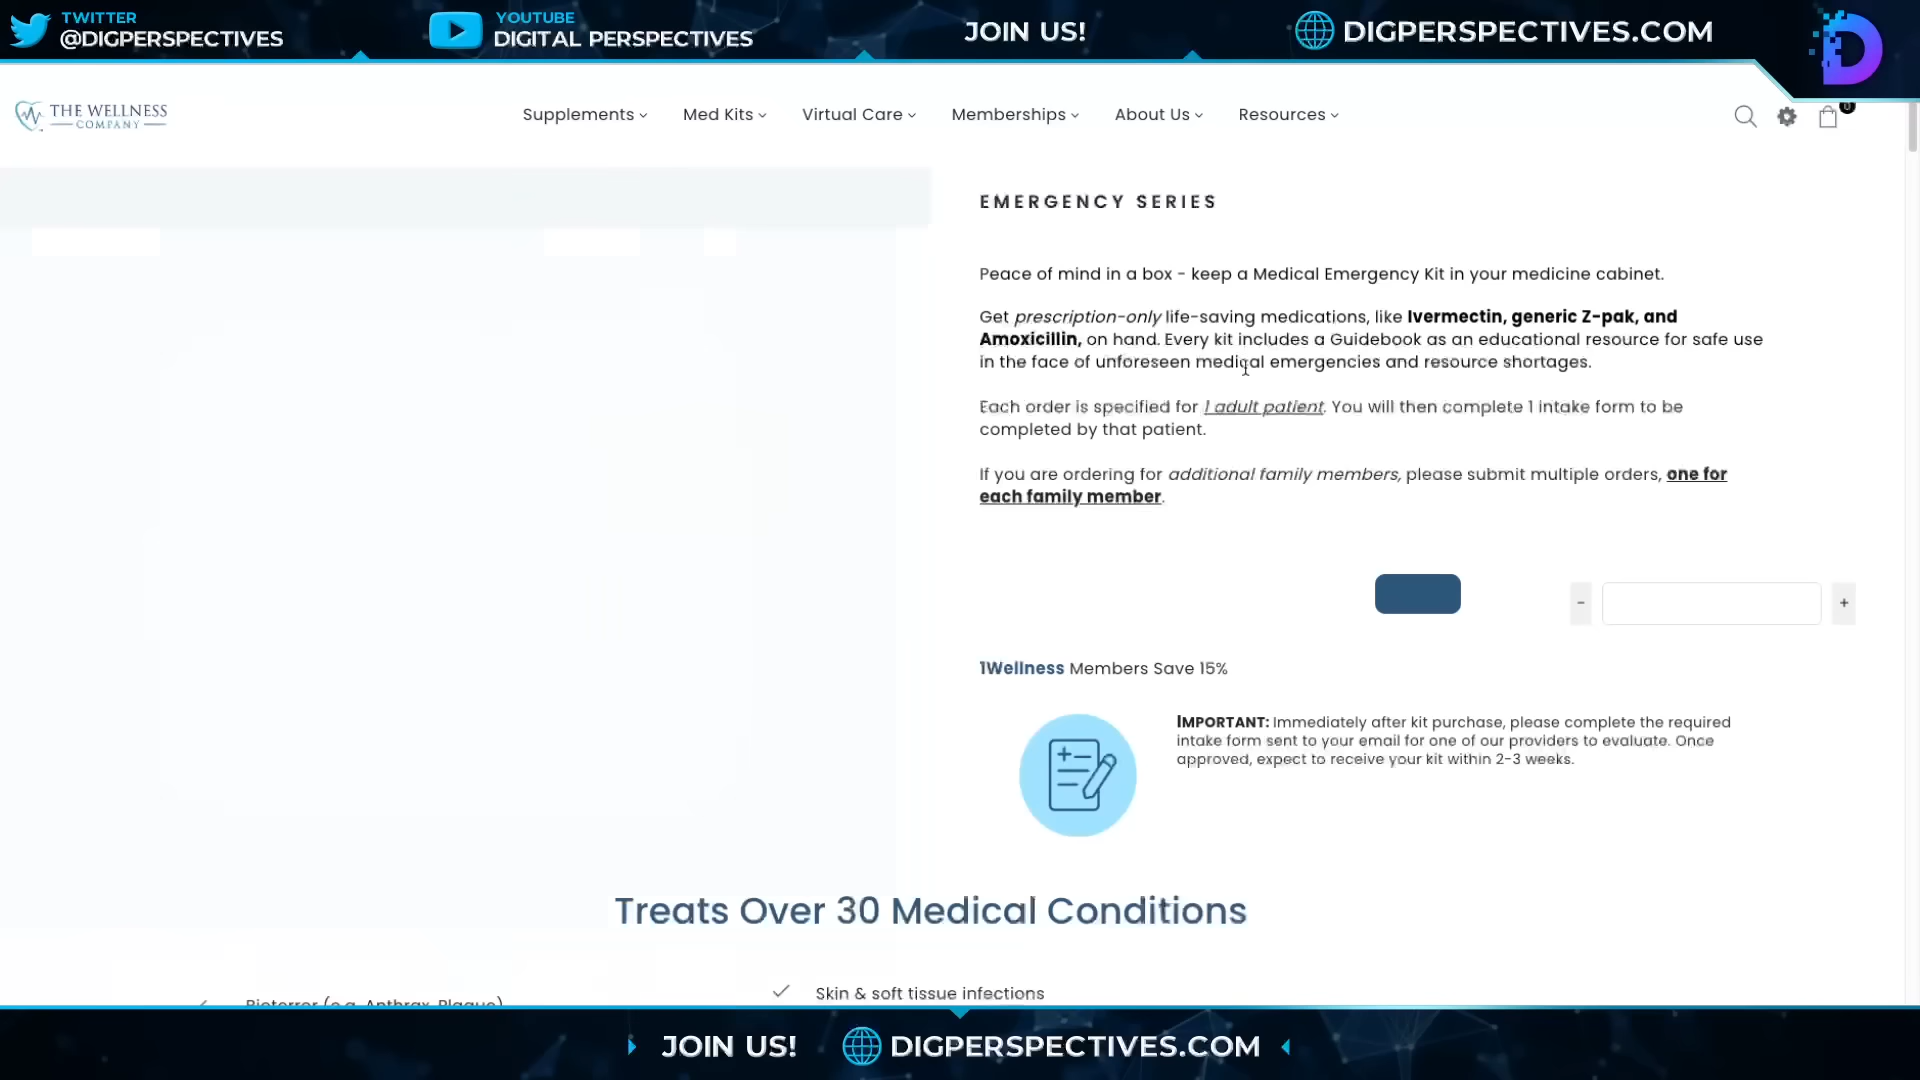 TWITTER
@DIGPERSPECTIVES
YOUTUBE
DIGITAL PERSPECTIVES
JOIN US!
DIGPERSPECTIVES.COM
THE WELLNESS
COMPANY
Supplements
Med Kits
Virtual Care
Memberships
About Us
Resources
0
EMERGENCY SERIES
Peace of mind in a box - keep a Medical Emergency Kit in your medicine cabinet.
Get prescription-only life-saving medications, like Ivermectin, generic Z-pak, and
Amoxicillin, on hand. Every kit includes a Guidebook as an educational resource for safe use
in the face of unforeseen medical emergencies and resource shortages.
Each order is specified for 1 adult patient. You will then complete 1 intake form to be
completed by that patient.
If you are ordering for additional family members, please submit multiple orders, one for
each family member.
-
+
1Wellness Members Save 15%
IMPORTANT: Immediately after kit purchase, please complete the required
intake form sent to your email for one of our providers to evaluate. Once
approved, expect to receive your kit within 2-3 weeks.
Treats Over 30 Medical Conditions
Bioterror (e.g. Anthrax, Plague)
Skin & soft tissue infections
JOIN US!
DIGPERSPECTIVES.COM